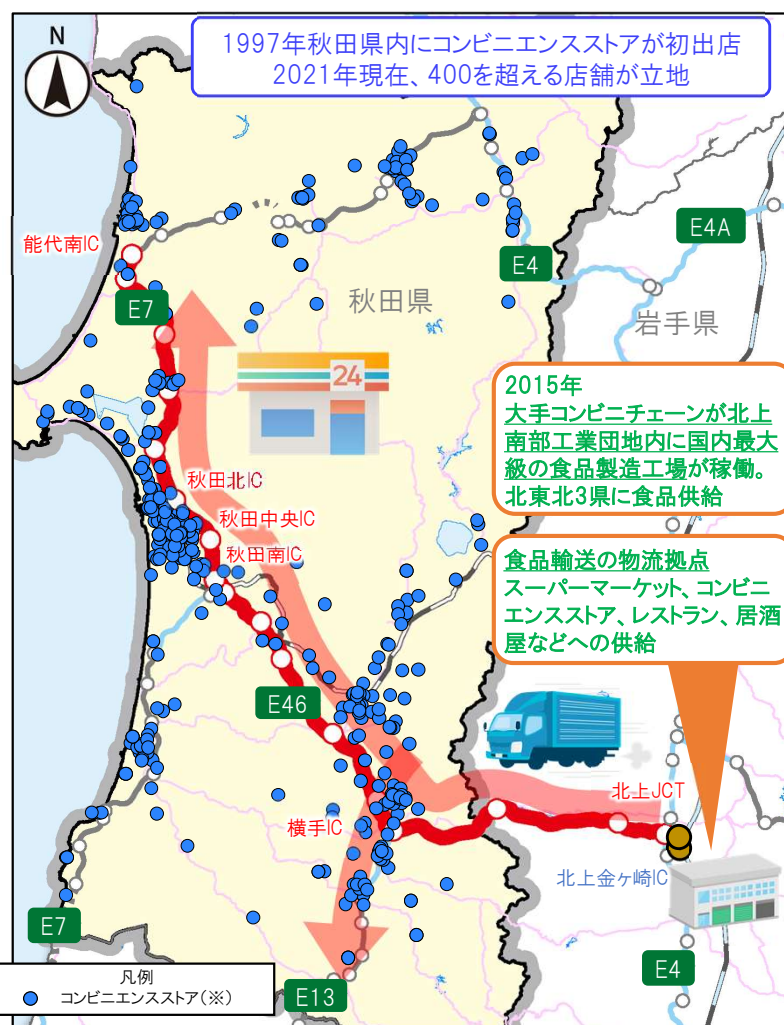 1997年秋田県内にコンビニエンスストアが初出店
2021年現在、400を超える店舗が立地
N
能代南IC
E7
秋田県
E4
E4A
岩手県
24
2015年
大手コンビニチェーンが北上
南部工業団地内に国内最大
級の食品製造工場が稼働。
北東北3県に食品供給
秋田北IC
秋田中央IC
秋田南IC
食品輸送の物流拠点
スーパーマーケット、コンビニ
エンスストア、レストラン、居酒
屋などへの供給
E46
北上JCT
横手IC
北上金ヶ崎IC
E7
E4
E13
凡例
コンビニエンスストア(※)